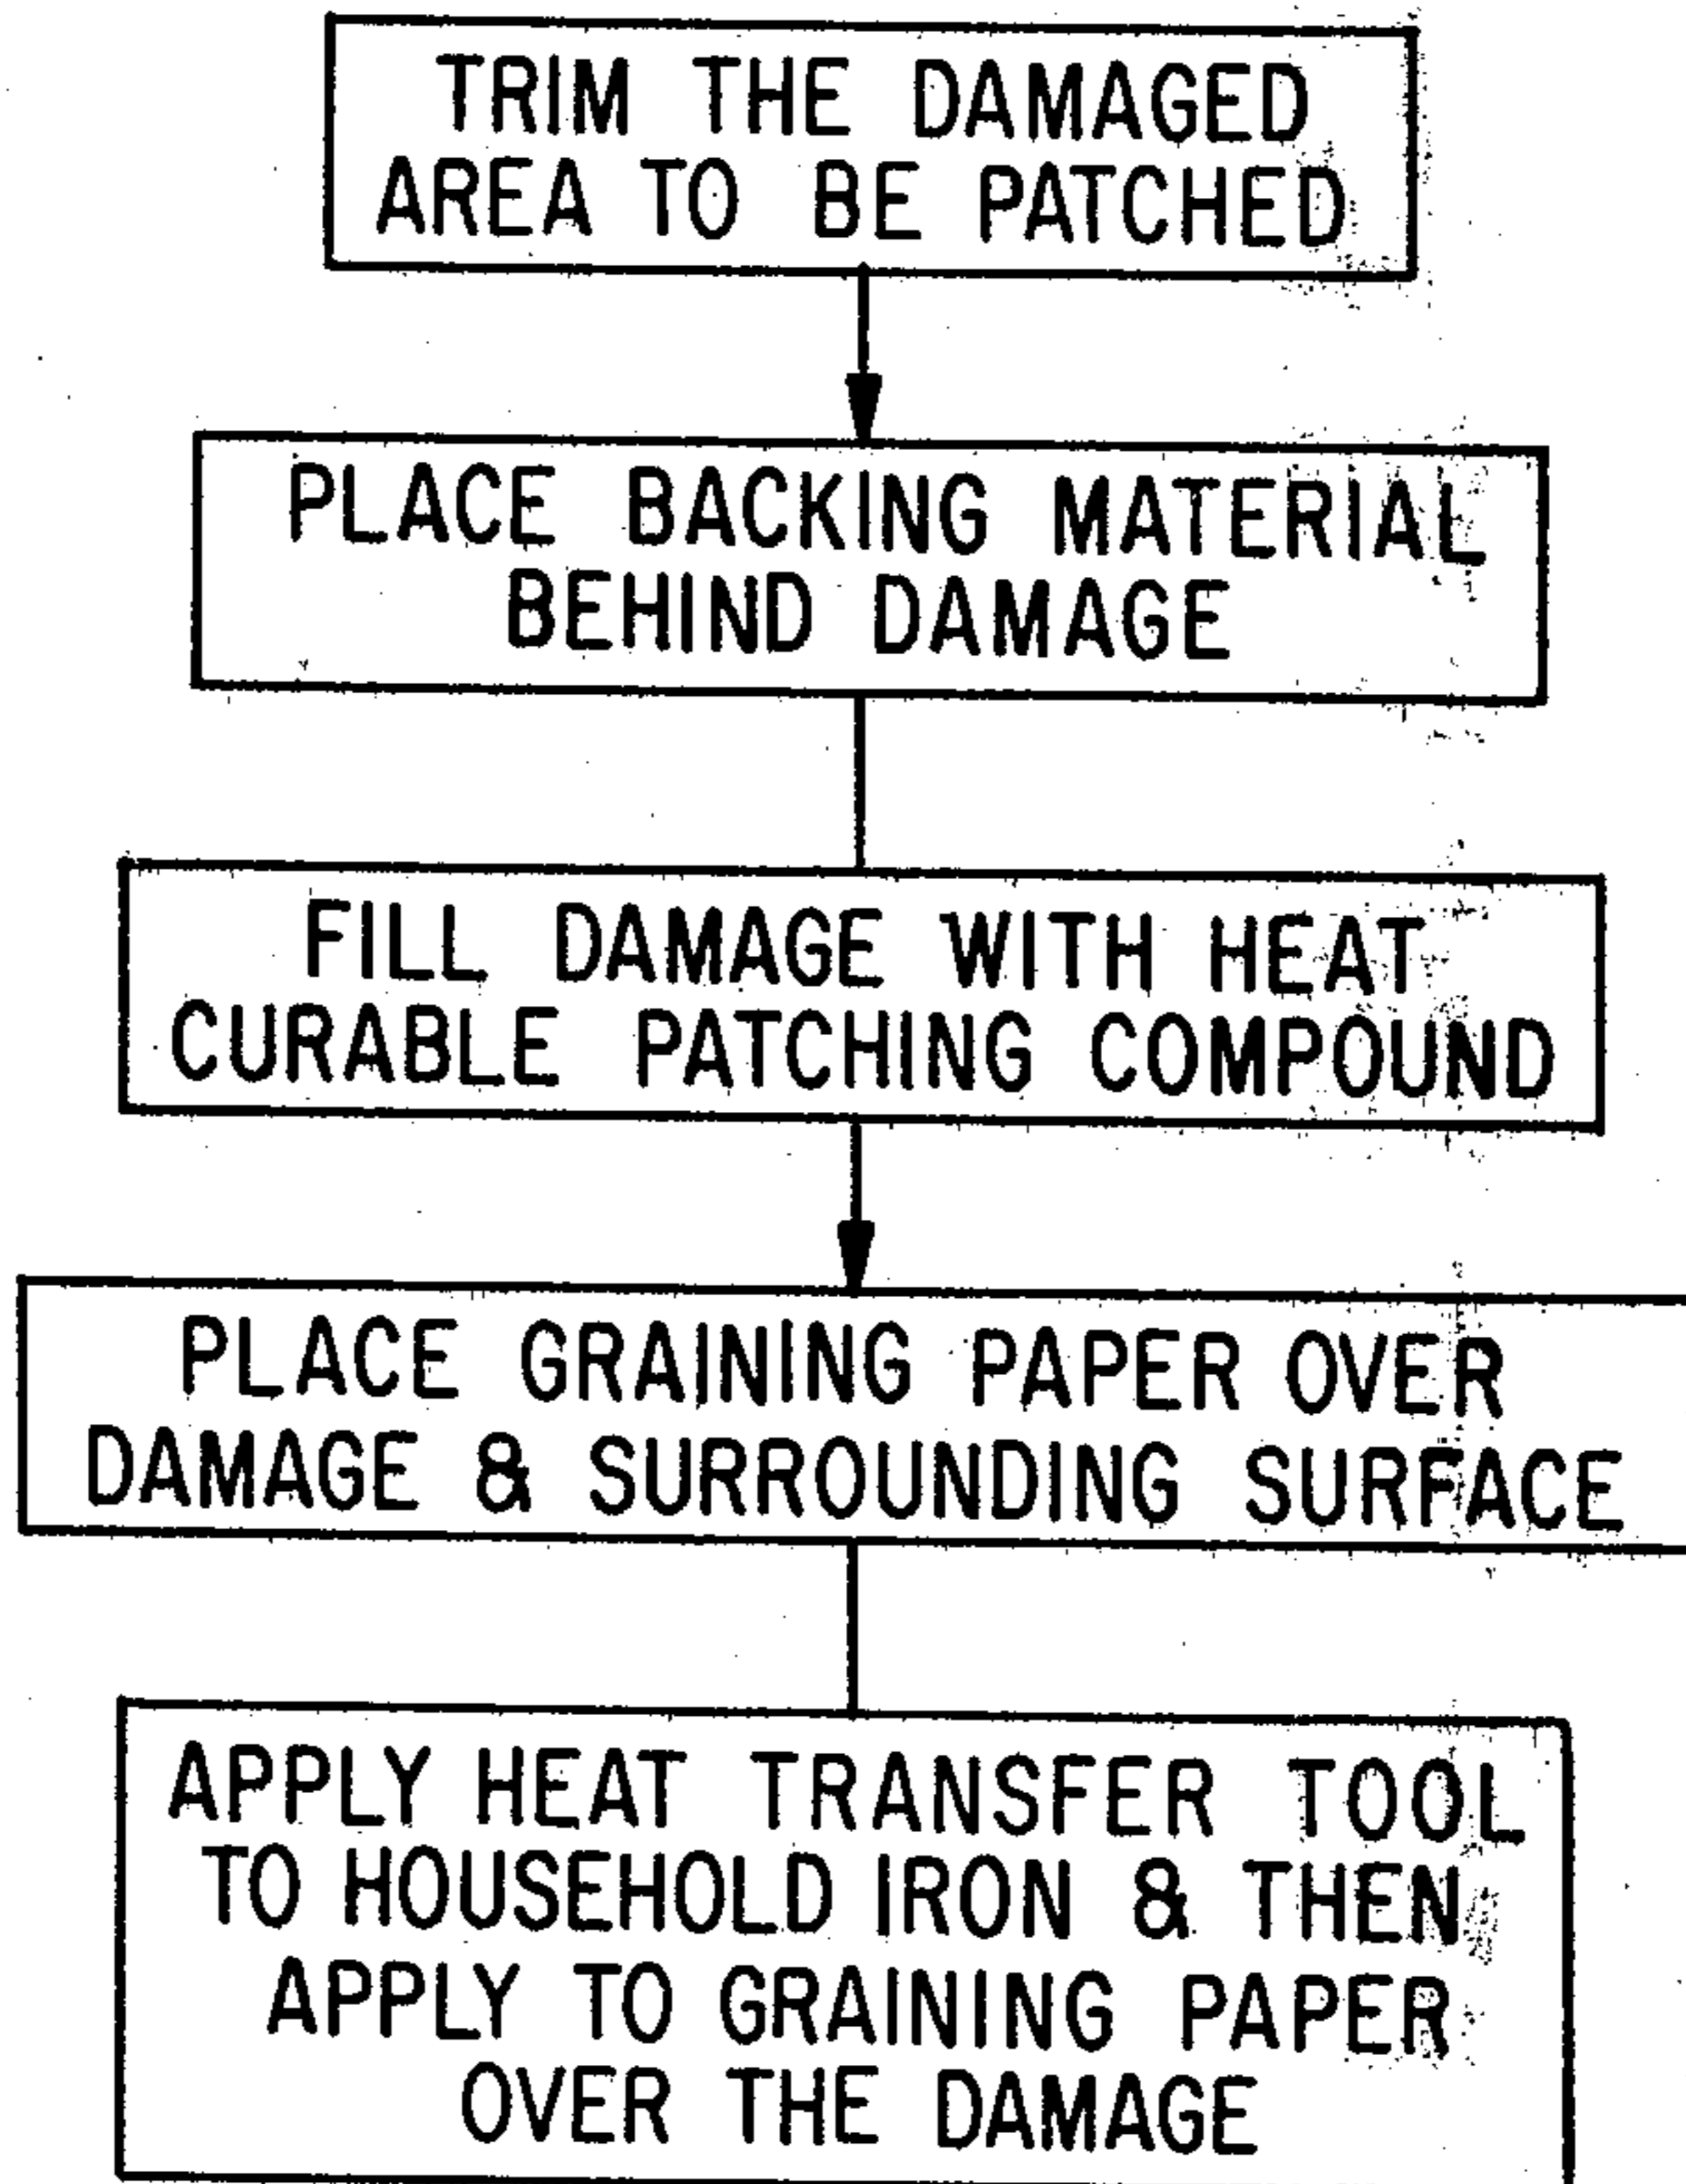 TRIM THE DAMAGED
AREA TO BE PATCHED
PLACE BACKING MATERIAL
BEHIND DAMAGE
FILL DAMAGE WITH HEAT
CURABLE PATCHING COMPOUND
PLACE GRAINING PAPER OVER
DAMAGE & SURROUNDING SURFACE
APPLY HEAT TRANSFER TOOL
TO HOUSEHOLD IRON & THEN
APPLY TO GRAINING PAPER
OVER THE DAMAGE